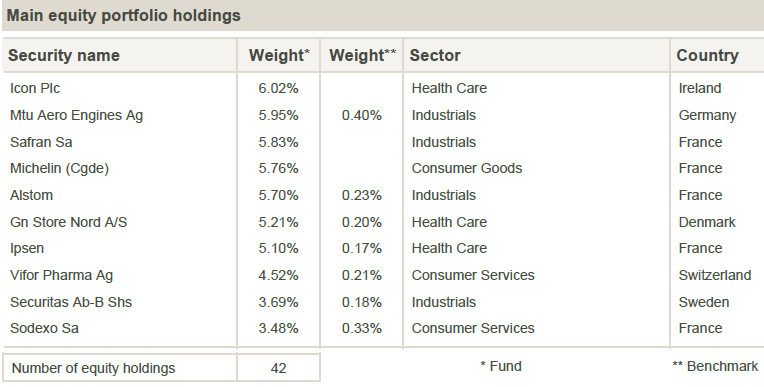 Main equity portfolio holdings
Security name Weight* Weight** Sector Country
Icon Plc 6.02% Health Care Ireland
Mtu Aero Engines Ag 5.95% 0.40% Industrials Germany
Safran Sa 5.83% Industrials France
Michelin (Cgde) 5.76% Consumer Goods France
Alstom 5.70% 0.23% Industrials France
Gn Store Nord A/S 5.21% 0.20% Health Care Denmark
Ipsen 5.10% 0.17% Health Care France
Vifor Pharma Ag 4.52% 0.21% Consumer Services Switzerland
Securitas Ab-B Shs 3.69% 0.18% Industrials Sweden
Sodexo Sa 3.48% 0.33% Consumer Services France
Number of equity holdings 42 * Fund ** Benchmark